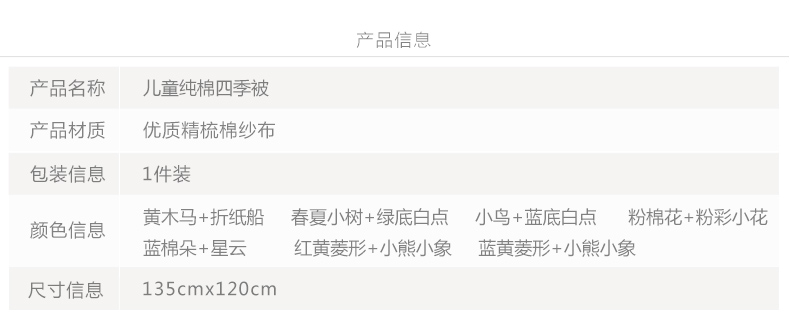 产品信息
产品名称 儿童纯棉四季被
产品材质 优质精梳棉纱布
包装信息 1件装
颜色信息 黄木马+折纸船 春夏小树+绿底白点 小鸟+蓝底白点 粉棉花+粉彩小花
蓝棉朵+星云 红黄菱形+小熊小象 蓝黄菱形+小熊小象
尺寸信息 135cmx120cm